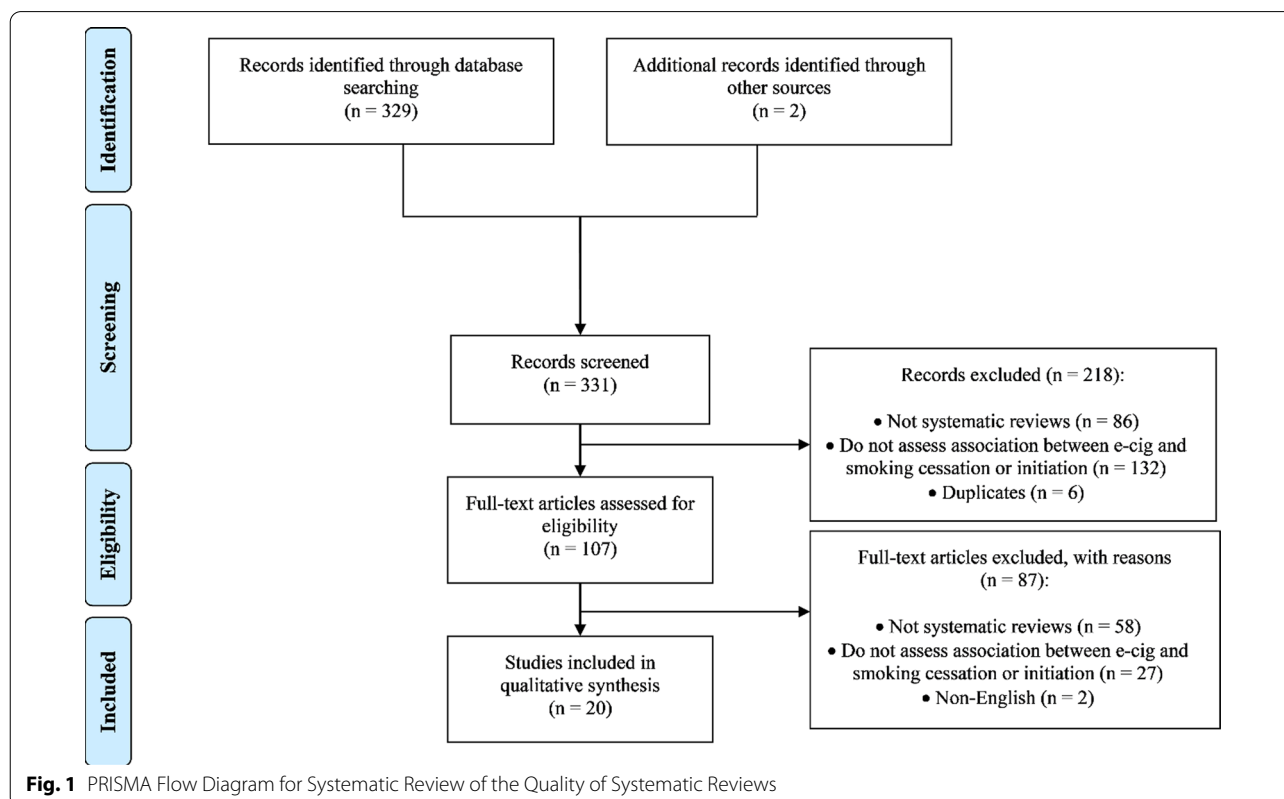 Identification
Records identified through database
searching
(n = 329)
Additional records identified through
other sources
(n = 2)
Screening
Records screened
(n = 331)
Records excluded (n = 218):
• Not systematic reviews (n = 86)
• Do not assess association between e-cig and
smoking cessation or initiation (n = 132)
• Duplicates (n = 6)
Eligibility
Full-text articles assessed for
eligibility
(n = 107)
Full-text articles excluded, with reasons
(n = 87):
• Not systematic reviews (n = 58)
• Do not assess association between e-cig and
smoking cessation or initiation (n = 27)
• Non-English (n = 2)
Included
Studies included in
qualitative synthesis
(n = 20)
Fig. 1 PRISMA Flow Diagram for Systematic Review of the Quality of Systematic Reviews